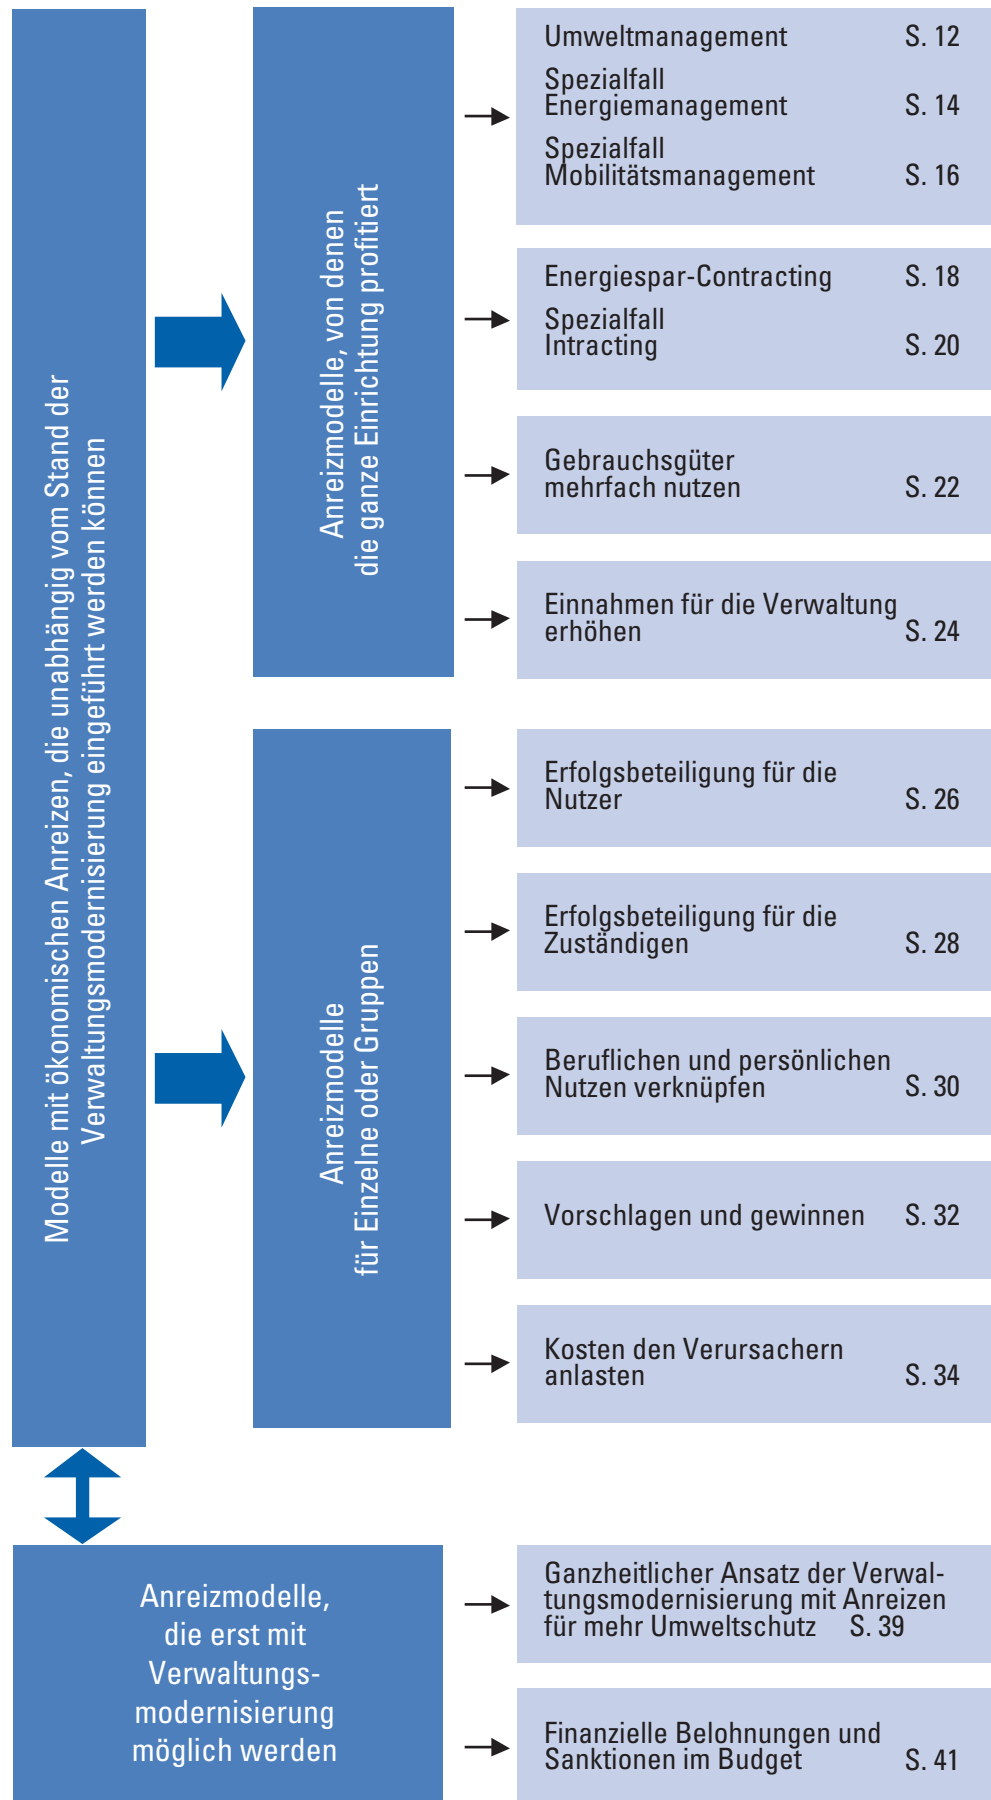 Modelle mit ökonomischen Anreizen, die unabhängig vom Stand der
Verwaltungsmodernisierung eingeführt werden können
Anreizmodelle, von denen
die ganze Einrichtung profitiert
Umweltmanagement S. 12
Spezialfall
Energiemanagement S. 14
Spezialfall
Mobilitätsmanagement S. 16
Energiespar-Contracting S. 18
Spezialfall
Intracting S. 20
Gebrauchsgüter
mehrfach nutzen S. 22
Einnahmen für die Verwaltung
erhöhen S. 24
Anreizmodelle
für Einzelne oder Gruppen
Erfolgsbeteiligung für die
Nutzer S. 26
Erfolgsbeteiligung für die
Zuständigen S. 28
Beruflichen und persönlichen
Nutzen verknüpfen S. 30
Vorschlagen und gewinnen S. 32
Kosten den Verursachern
anlasten S. 34
Anreizmodelle,
die erst mit
Verwaltungs-
modernisierung
möglich werden
Ganzheitlicher Ansatz der Verwal-
tungsmodernisierung mit Anreizen
für mehr Umweltschutz S. 39
Finanzielle Belohnungen und
Sanktionen im Budget S. 41